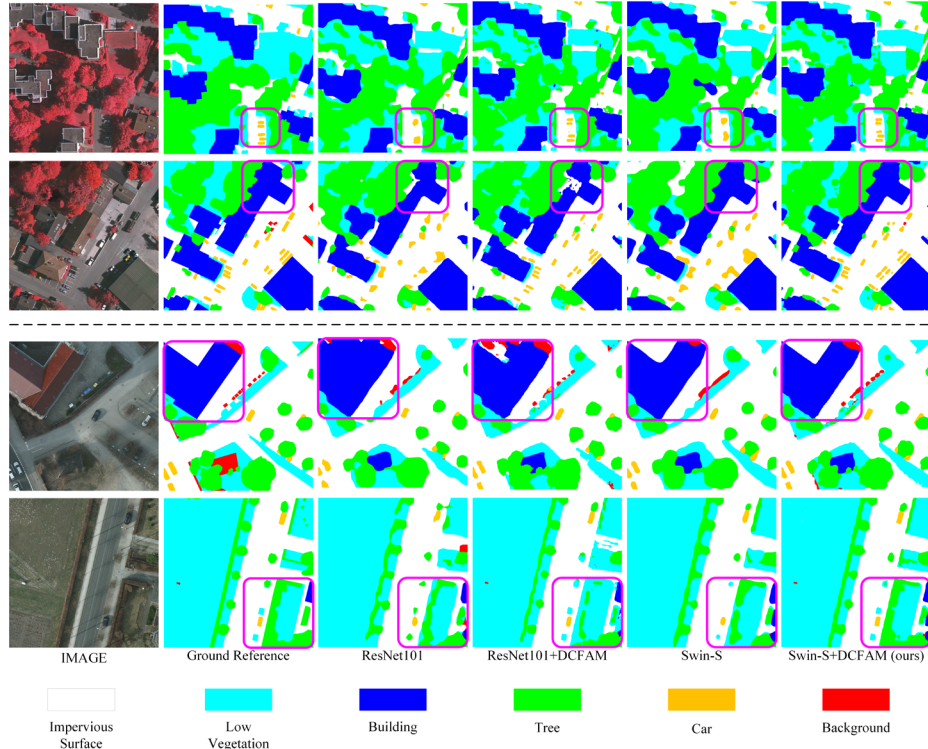 IMAGE
Ground Reference
ResNet101
ResNet101+DCFAM
Swin-S
Swin-S+DCFAM (ours)
Impervious
Surface
Low
Vegetation
Building
Tree
Car
Background